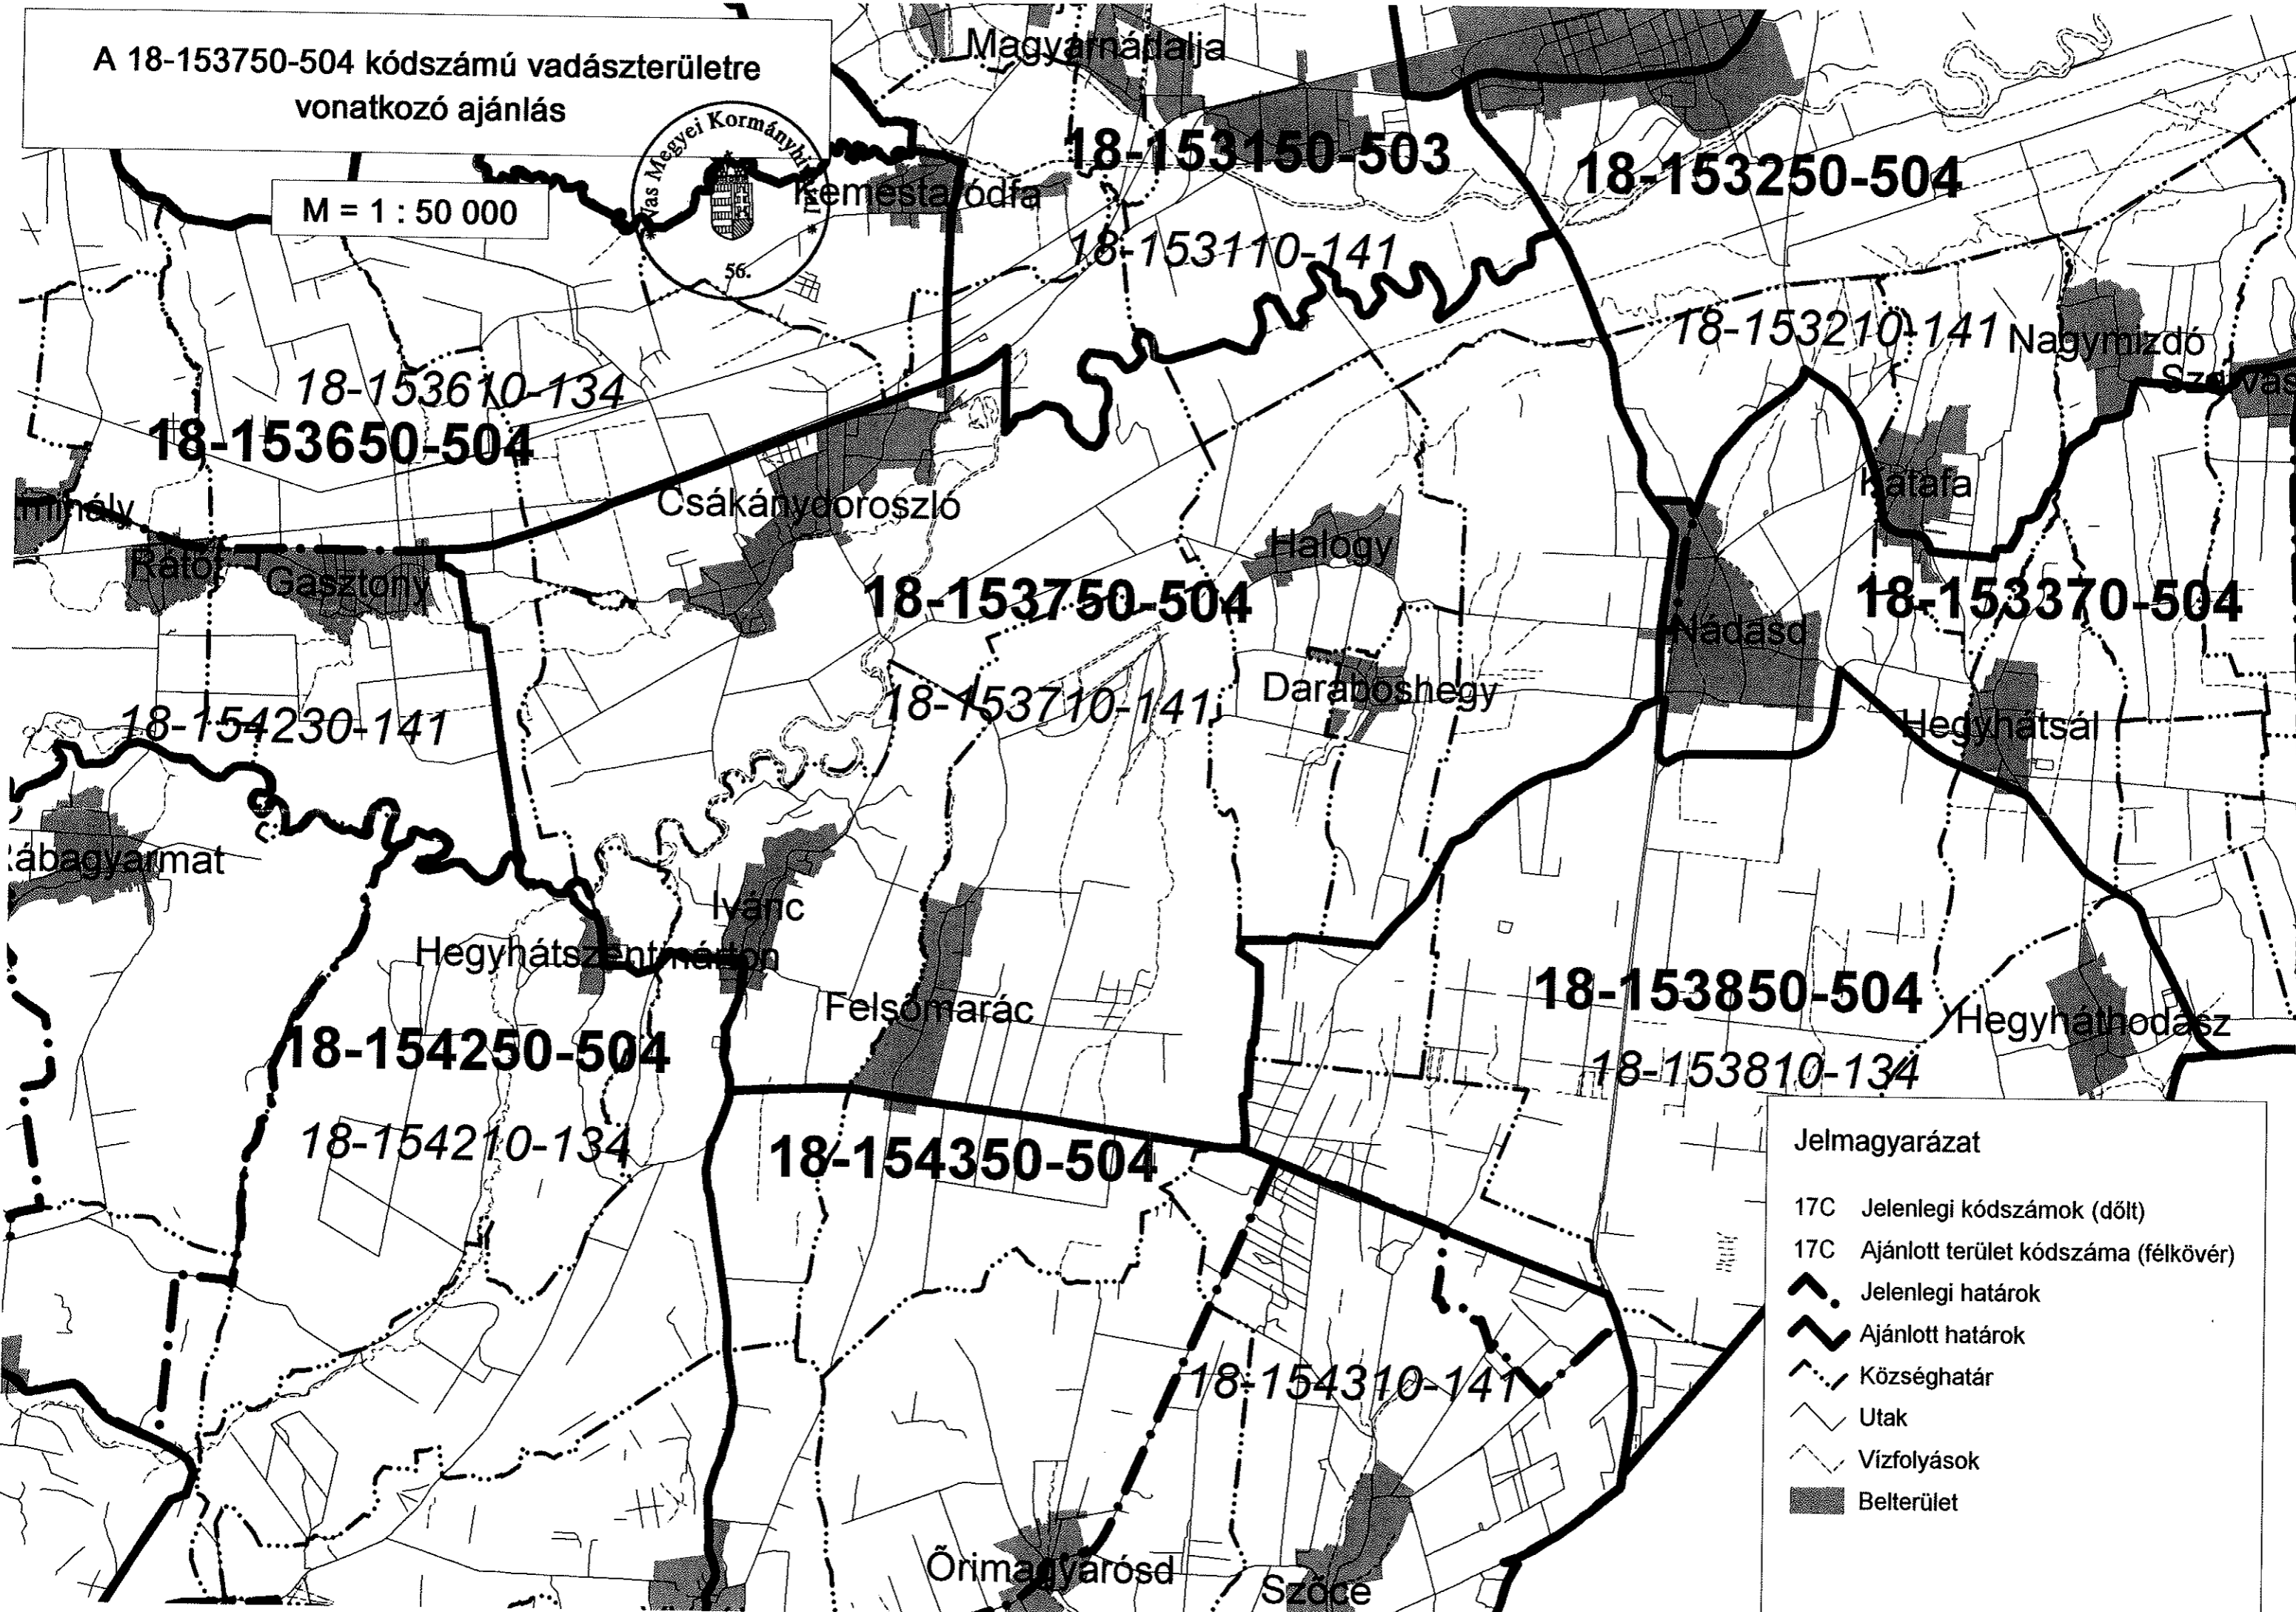 A 18-153750-504 kódszámú vadászterületre
vonatkozó ajánlás
M = 1 : 50 000
Vas Megyei
56.
Magyarnádalja
18-153150-503
18-153250-504
Kemestaródfa
18-153110-141
18-153210-141
Nagymizdó
18-153610-134
18-153650-504
Katafa
Csákánydoroszló
Halogy
Rátót
Gasztony
18-153750-504
18-153370-504
Nádasd
18-153710-141
Daraboshegy
18-154230-141
Hegyhátsál
ábagyarmat
Ivánc
Hegyhátszentmárton
Felsőmarác
18-153850-504
Hegyháthodász
18-154250-504
18-153810-134
18-154210-134
18-154350-504
18-154310-141
Őrimagyarósd
Szőce
Jelmagyarázat
17C Jelenlegi kódszámok (dőlt)
17C Ajánlott terület kódszáma (félkövér)
Jelenlegi határok
Ajánlott határok
Községhatár
Utak
Vízfolyások
Belterület